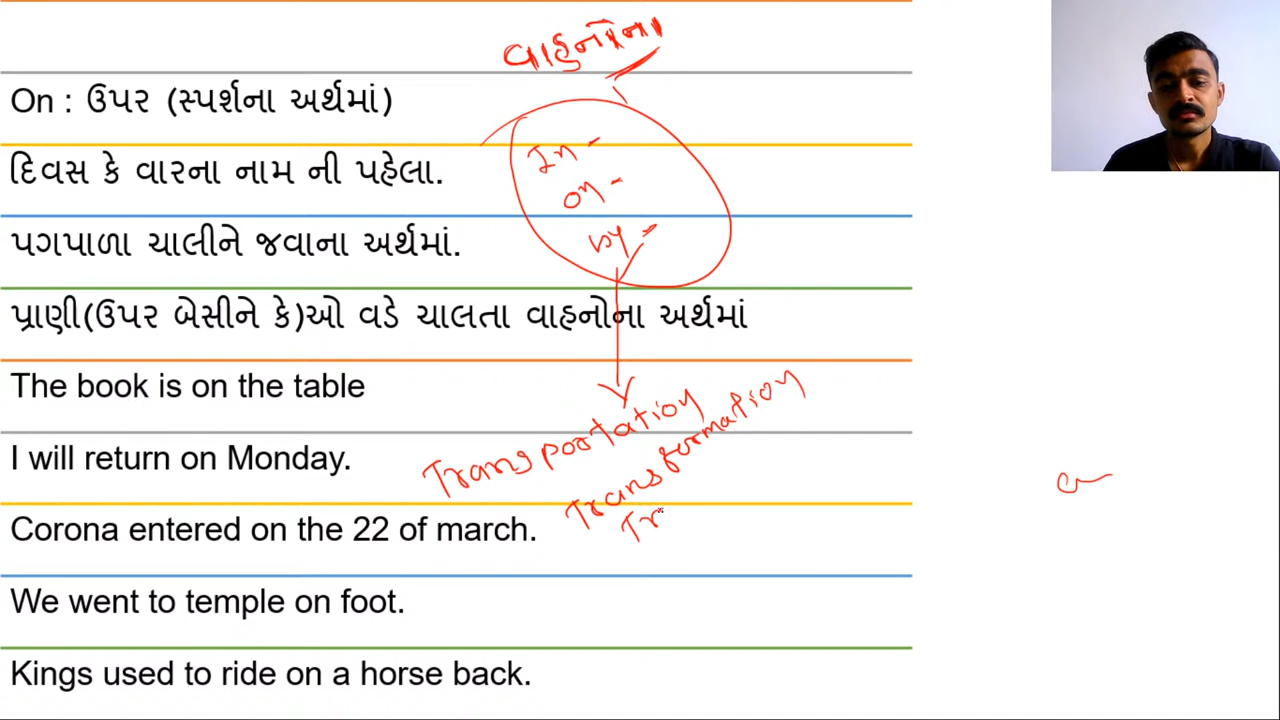 વાહનોના
On : ઉપર (સ્પર્શના અર્થમાં)
In -
દિવસ કે વારના નામ ની પહેલા.
on -
પગપાળા ચાલીને જવાના અર્થમાં.
by -
પ્રાણી(ઉપર બેસીને કે)ઓ વડે ચાલતા વાહનોના અર્થમાં
The book is on the table
Transportation
I will return on Monday.
Transformation
Corona entered on the 22 of march.
Tr
We went to temple on foot.
Kings used to ride on a horse back.